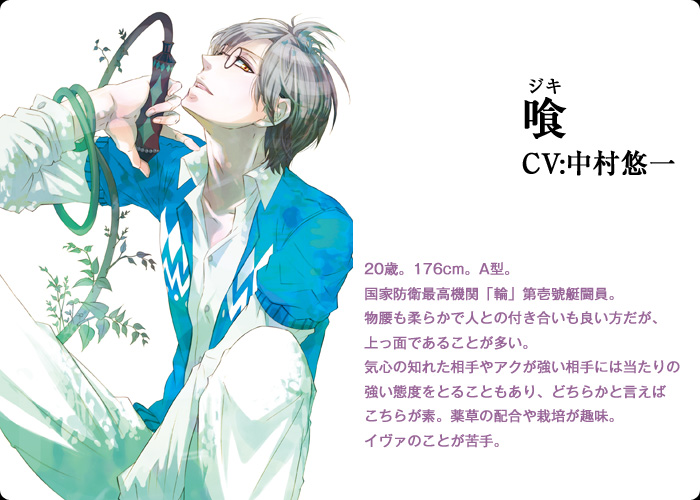 ジキ
喰
CV:中村悠一
20歳。176cm。A型。
国家防衛最高機関「輪」第壱號艇闘員。
物腰も柔らかで人との付き合いも良い方だが、
上っ面であることが多い。
気心の知れた相手やアクが強い相手には当たりの
強い態度をとることもあり、どちらかと言えば
こちらが素。薬草の配合や栽培が趣味。
イヴァのことが苦手。